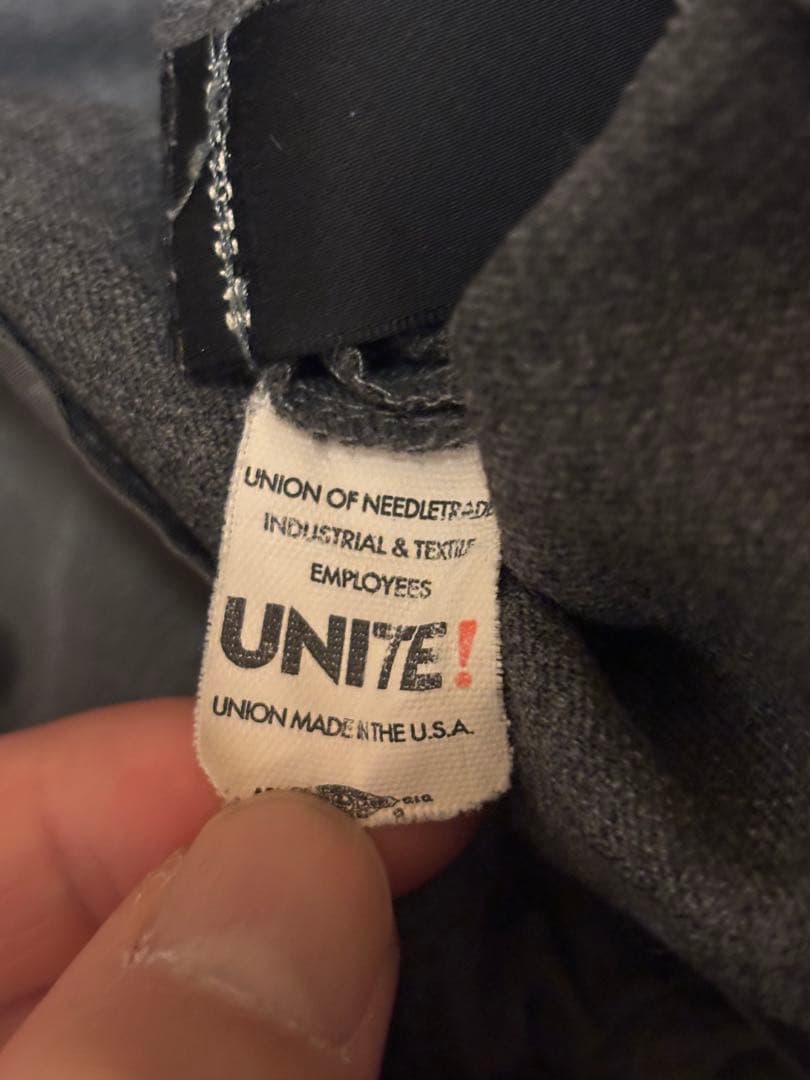 UNION OF NEEDLETRADE
INDUSTRIAL & TEXTILE
EMPLOYEES
UNITE!
UNION MADE IN THE U.S.A.